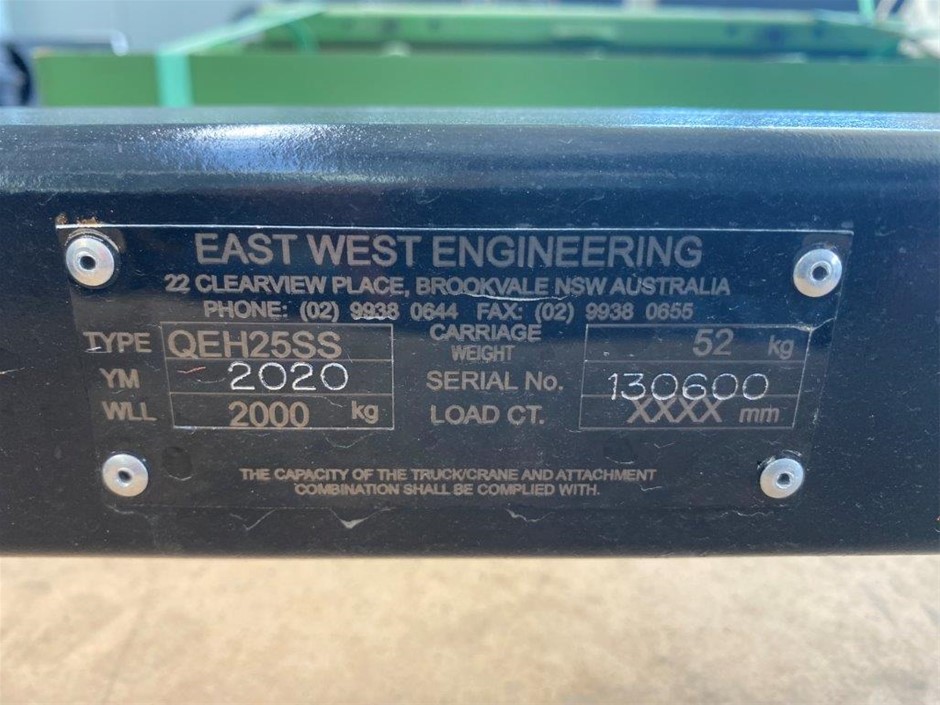 EAST WEST ENGINEERING
22 CLEARVIEW PLACE, BROOKVALE NSW AUSTRALIA
PHONE: (02) 9938 0644 FAX: (02) 9938 0655
TYPE QEH25SS CARRIAGE WEIGHT 52 kg
YM 2020 SERIAL No. 130600
WLL 2000 kg LOAD CT. XXXX mm
THE CAPACITY OF THE TRUCK/CRANE AND ATTACHMENT
COMBINATION SHALL BE COMPLIED WITH.